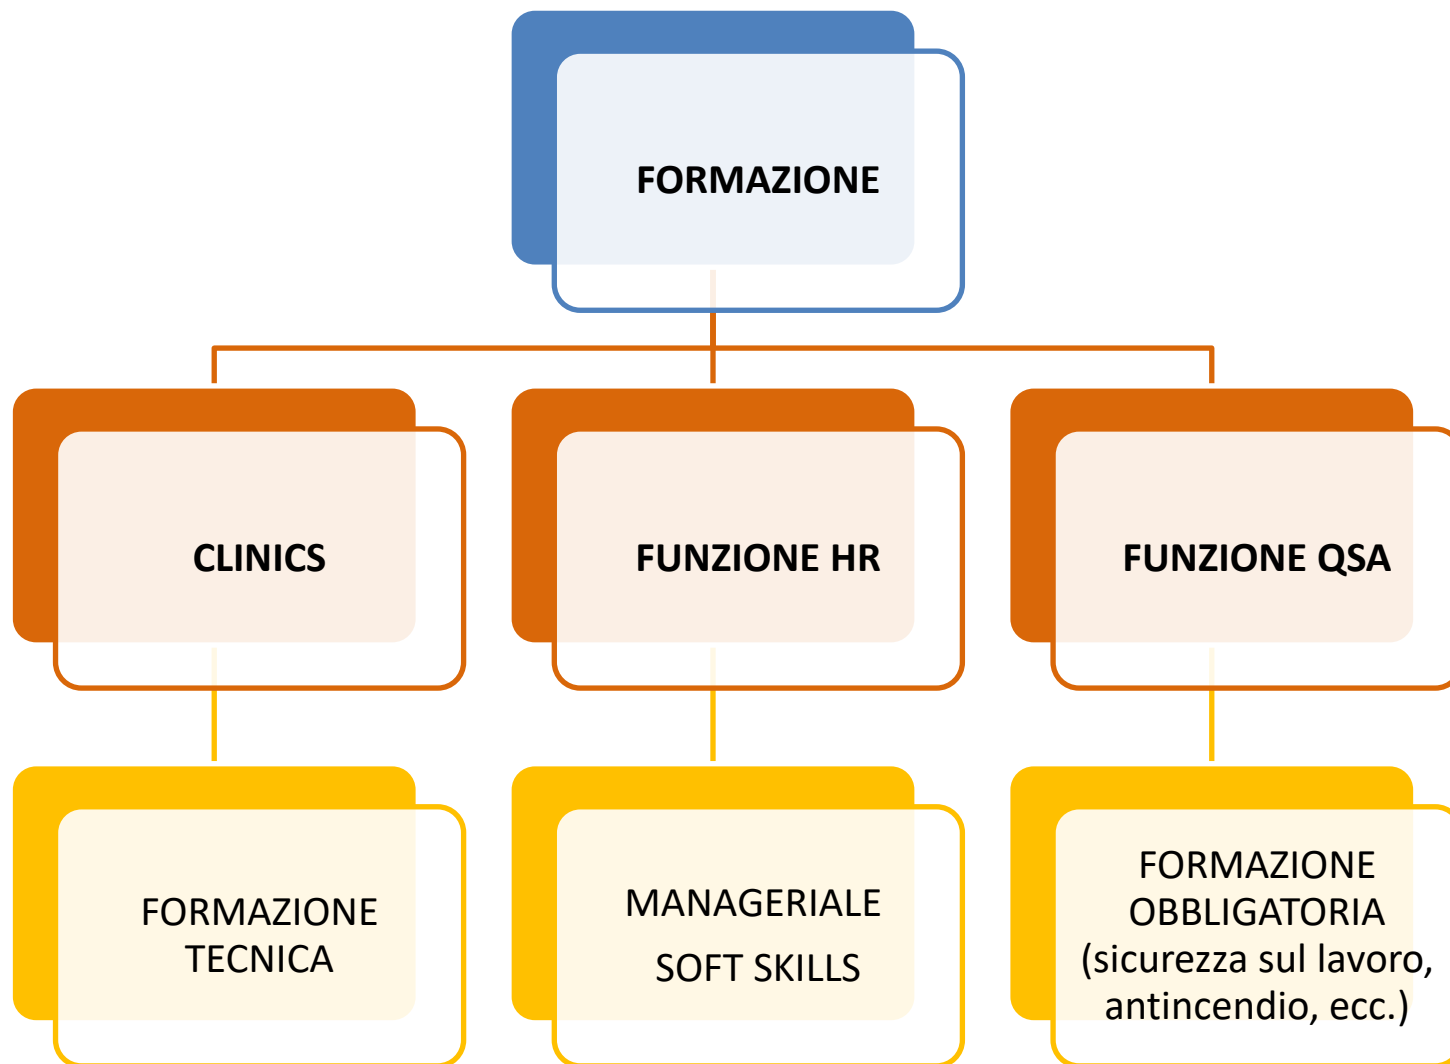 FORMAZIONE
CLINICS
FUNZIONE HR
FUNZIONE QSA
FORMAZIONE
TECNICA
MANAGERIALE
SOFT SKILLS
FORMAZIONE
OBBLIGATORIA
(sicurezza sul lavoro,
antincendio, ecc.)